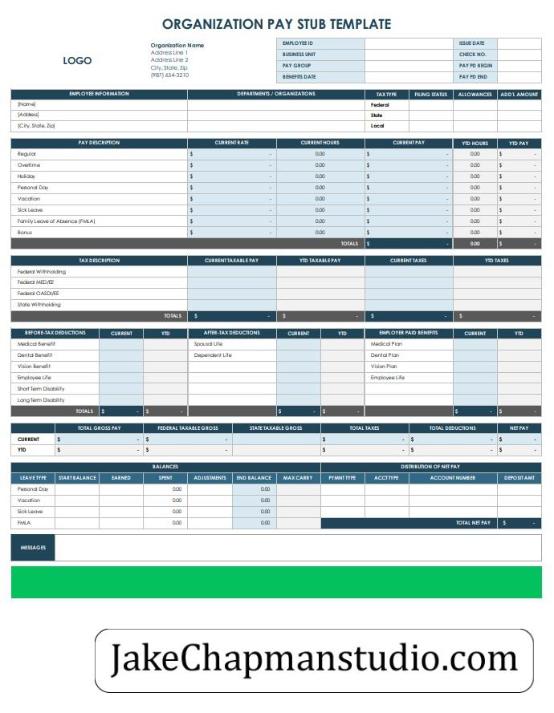 ORGANIZATION PAY STUB TEMPLATE
LOGO
Organization Name
Address Line 1
Address Line 2
City, State, Zip
(987) 654-3210
EMPLOYEE ID ISSUE DATE
BUSINESS UNIT CHECK NO.
PAY GROUP PAY PD BEGIN
BENEFITS DATE PAY PD END
EMPLOYEE INFORMATION DEPARTMENTS / ORGANIZATIONS TAX TYPE FILING STATUS ALLOWANCES ADD'L AMOUNT
(Name) Federal
(Address) State
(City, State, Zip) Local
PAY DESCRIPTION CURRENT RATE CURRENT HOURS CURRENT PAY YTD HOURS YTD PAY
Regular $ - 0.00 $ - 0.00 $ -
Overtime $ - 0.00 $ - 0.00 $ -
Holiday $ - 0.00 $ - 0.00 $ -
Personal Day $ - 0.00 $ - 0.00 $ -
Vacation $ - 0.00 $ - 0.00 $ -
Sick Leave $ - 0.00 $ - 0.00 $ -
Family Leave of Absence (FMLA) $ - 0.00 $ - 0.00 $ -
Bonus $ - 0.00 $ - 0.00 $ -
TOTALS $ - 0.00 $ -
TAX DESCRIPTION CURRENT TAXABLE PAY YTD TAXABLE PAY CURRENT TAXES YTD TAXES
Federal Withholding
Federal MED/EE
Federal OASDI/EE
State Withholding
TOTALS $ - $ - $ - $ -
BEFORE-TAX DEDUCTIONS CURRENT YTD AFTER-TAX DEDUCTIONS CURRENT YTD EMPLOYER PAID BENEFITS CURRENT YTD
Medical Benefit Spousal Life Medical Plan
Dental Benefit Dependent Life Dental Plan
Vision Benefit Vision Plan
Employee Life Employee Life
Short Term Disability
Long Term Disability
TOTALS $ - $ - $ - $ - $ - $ -
TOTAL GROSS PAY FEDERAL TAXABLE GROSS STATE TAXABLE GROSS TOTAL TAXES TOTAL DEDUCTIONS NET PAY
CURRENT $ - $ - $ - $ - $ -
YTD $ - $ - $ - $ - $ -
BALANCES DISTRIBUTION OF NET PAY
LEAVE TYPE START BALANCE EARNED SPENT ADJUSTMENTS END BALANCE MAX CARRY PYMNT TYPE ACCT TYPE ACCOUNT NUMBER DEPOSIT AMT
Personal Day 0.00 0.00
Vacation 0.00 0.00
Sick Leave 0.00 0.00
FMLA 0.00 0.00 TOTAL NET PAY $ -
MESSAGES
JakeChapmanstudio.com